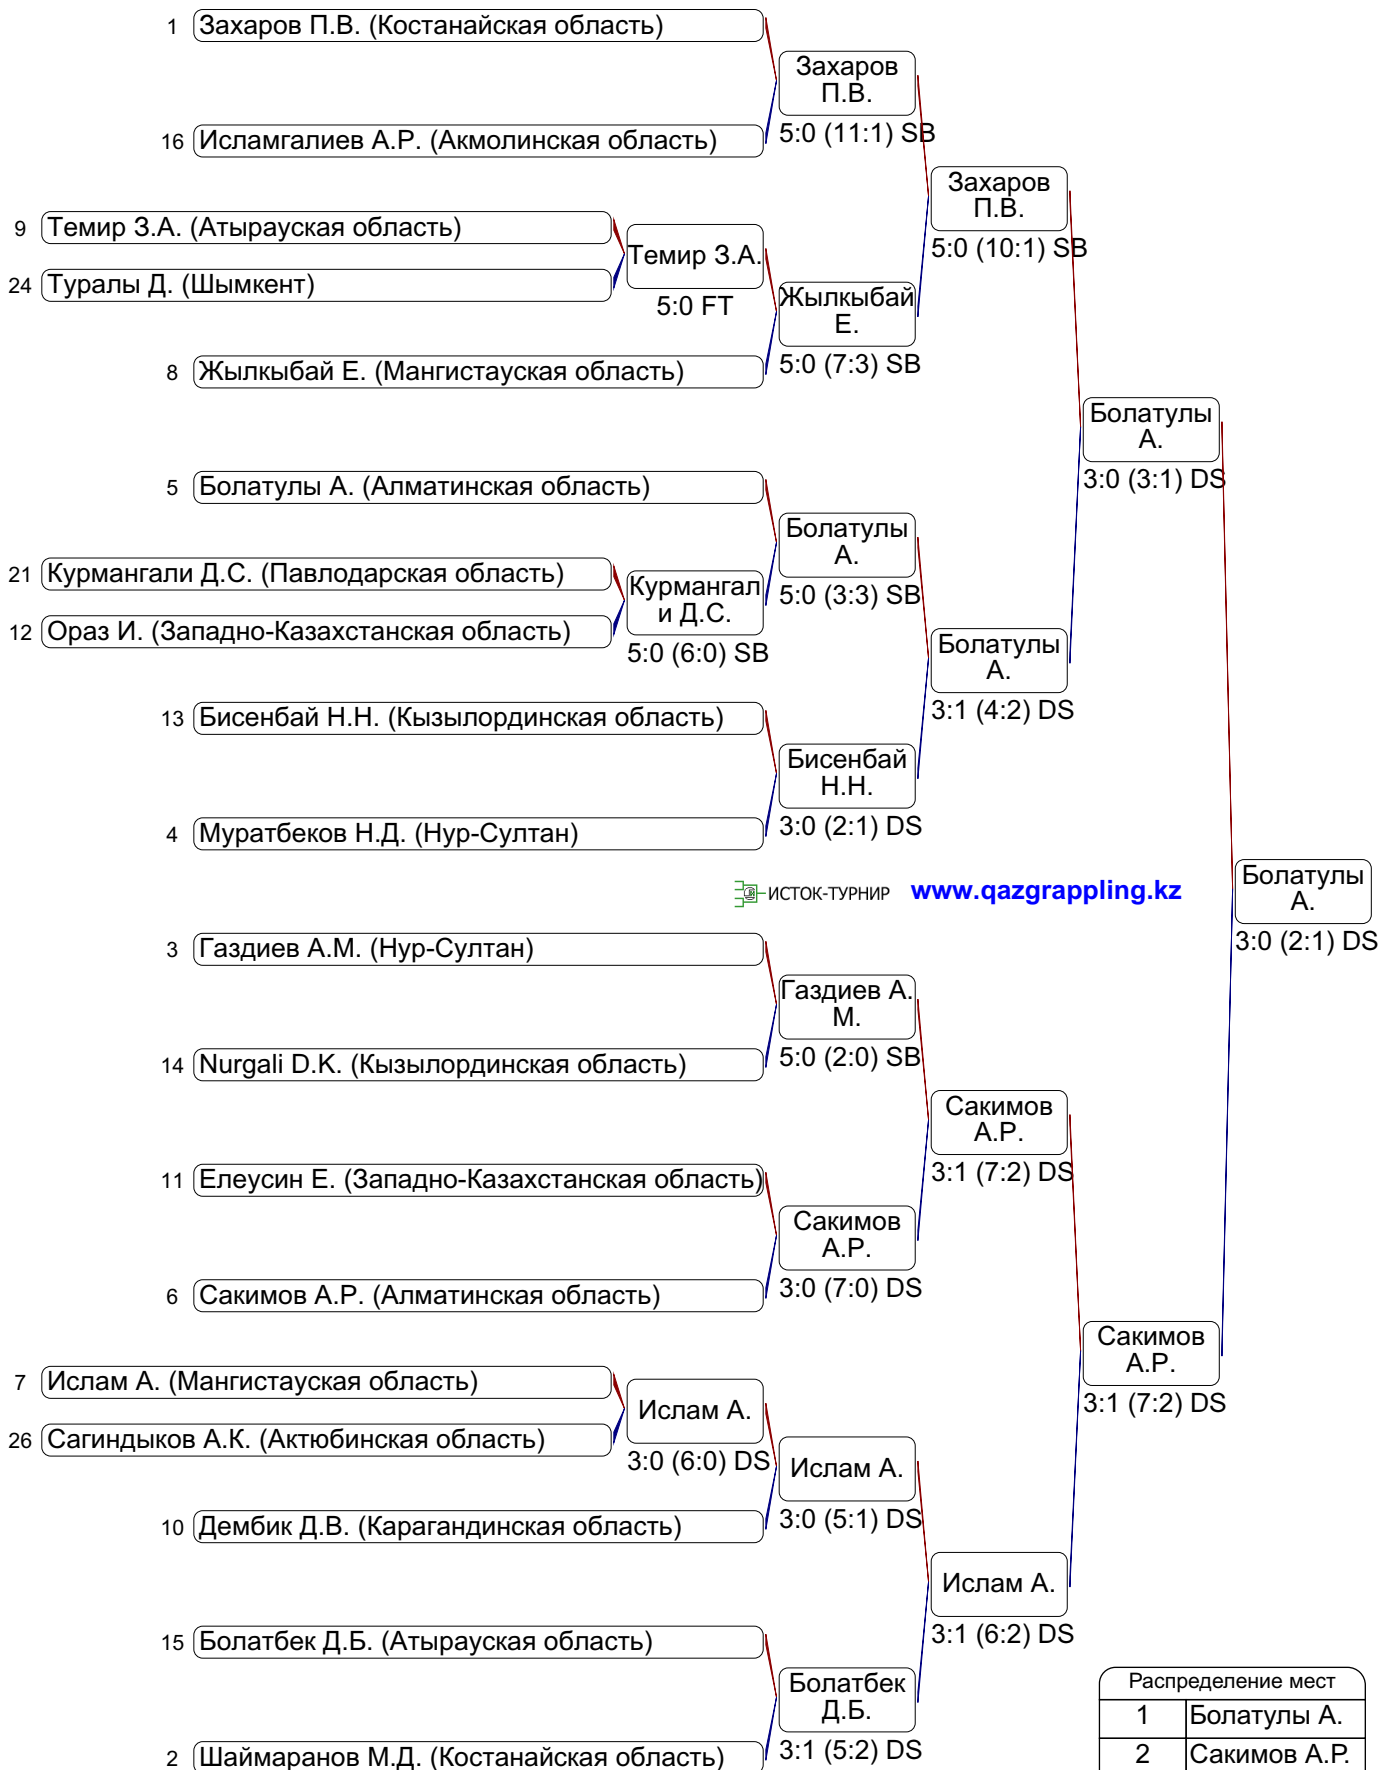 1 Захаров П.В. (Костанайская область)
Захаров
П.В.
5:0 (11:1) SB
16 Исламгалиев А.Р. (Акмолинская область)
Захаров
П.В.
5:0 (10:1) SB
9 Темир З.А. (Атырауская область)
Темир З.А.
5:0 FT
24 Туралы Д. (Шымкент)
Жылкыбай
Е.
5:0 (7:3) SB
8 Жылкыбай Е. (Мангистауская область)
Болатулы
А.
3:0 (3:1) DS
5 Болатулы А. (Алматинская область)
Болатулы
А.
5:0 (3:3) SB
21 Курмангали Д.С. (Павлодарская область)
Курмангал
и Д.С.
5:0 (6:0) SB
12 Ораз И. (Западно-Казахстанская область)
Болатулы
А.
3:1 (4:2) DS
13 Бисенбай Н.Н. (Кызылординская область)
Бисенбай
Н.Н.
3:0 (2:1) DS
4 Муратбеков Н.Д. (Нур-Султан)
ИСТОК-ТУРНИР www.qazgrappling.kz
Болатулы
А.
3:0 (2:1) DS
3 Газдиев А.М. (Нур-Султан)
Газдиев А.
М.
5:0 (2:0) SB
14 Nurgali D.K. (Кызылординская область)
Сакимов
А.Р.
3:1 (7:2) DS
11 Елеусин Е. (Западно-Казахстанская область)
Сакимов
А.Р.
3:0 (7:0) DS
6 Сакимов А.Р. (Алматинская область)
Сакимов
А.Р.
3:1 (7:2) DS
7 Ислам А. (Мангистауская область)
Ислам А.
3:0 (6:0) DS
26 Сагиндыков А.К. (Актюбинская область)
Ислам А.
3:0 (5:1) DS
10 Дембик Д.В. (Карагандинская область)
Ислам А.
3:1 (6:2) DS
15 Болатбек Д.Б. (Атырауская область)
Болатбек
Д.Б.
3:1 (5:2) DS
2 Шаймаранов М.Д. (Костанайская область)
Распределение мест
1 Болатулы А.
2 Сакимов А.Р.